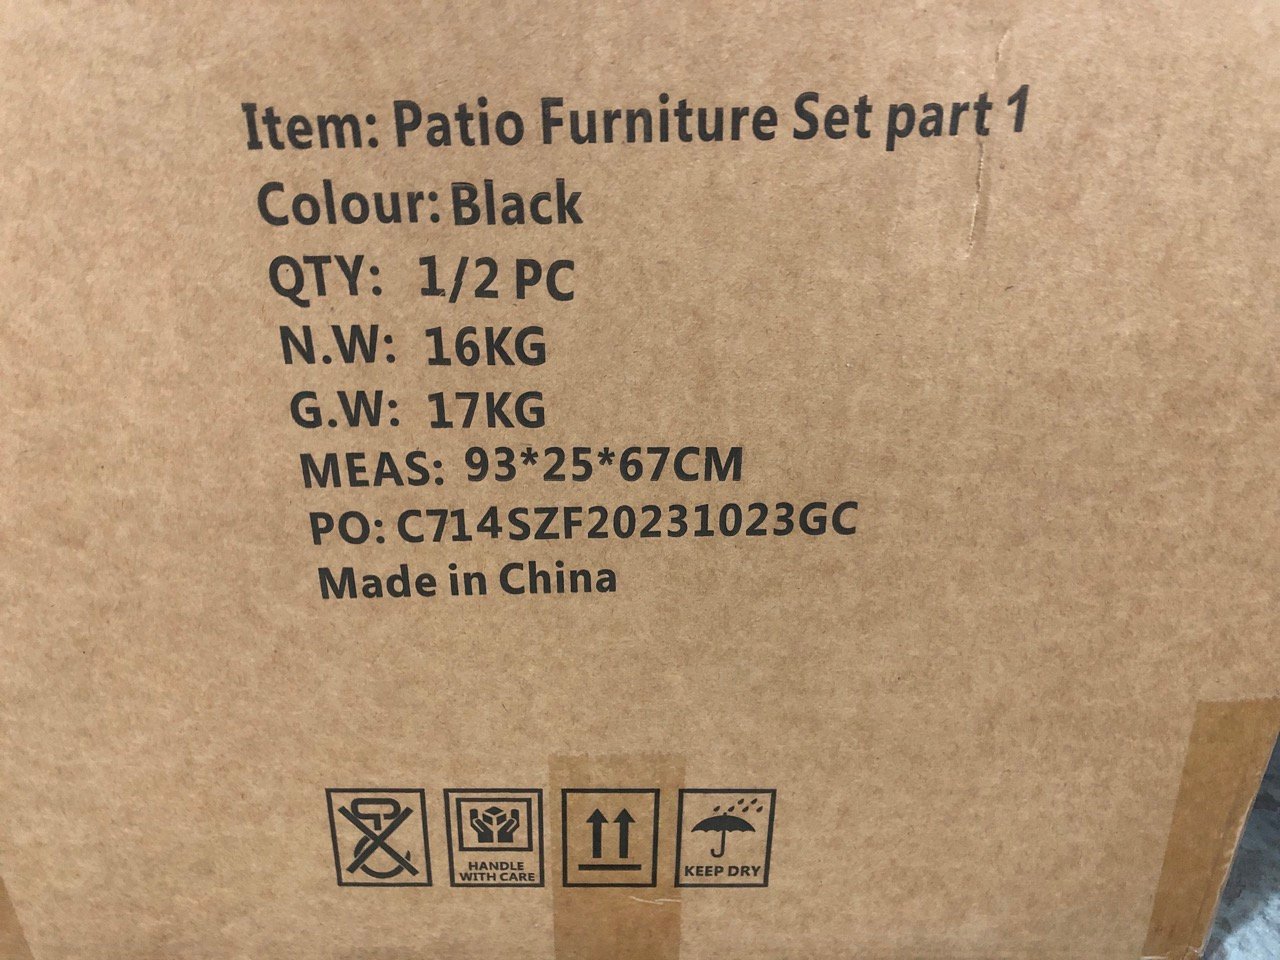 Item: Patio Furniture Set part 1
Colour: Black
QTY: 1/2 PC
N.W: 16KG
G.W: 17KG
MEAS: 93*25*67CM
PO: C714SZF20231023GC
Made in China
HANDLE
WITH CARE
KEEP DRY